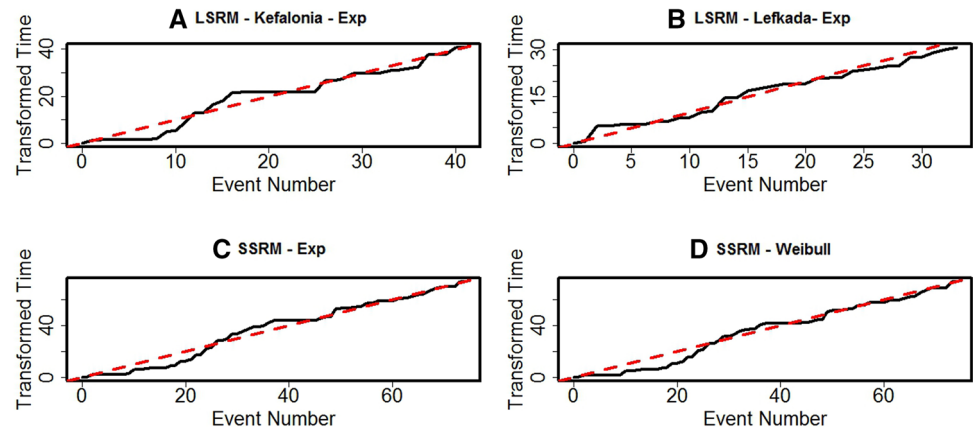 A LSRM - Kefalonia - Exp
Transformed Time
40
20
0
0 10 20 30 40
Event Number
B LSRM - Lefkada- Exp
Transformed Time
30
15
0
0 5 10 15 20 25 30
Event Number
C SSRM - Exp
Transformed Time
40
0
0 20 40 60
Event Number
D SSRM - Weibull
Transformed Time
40
0
0 20 40 60
Event Number